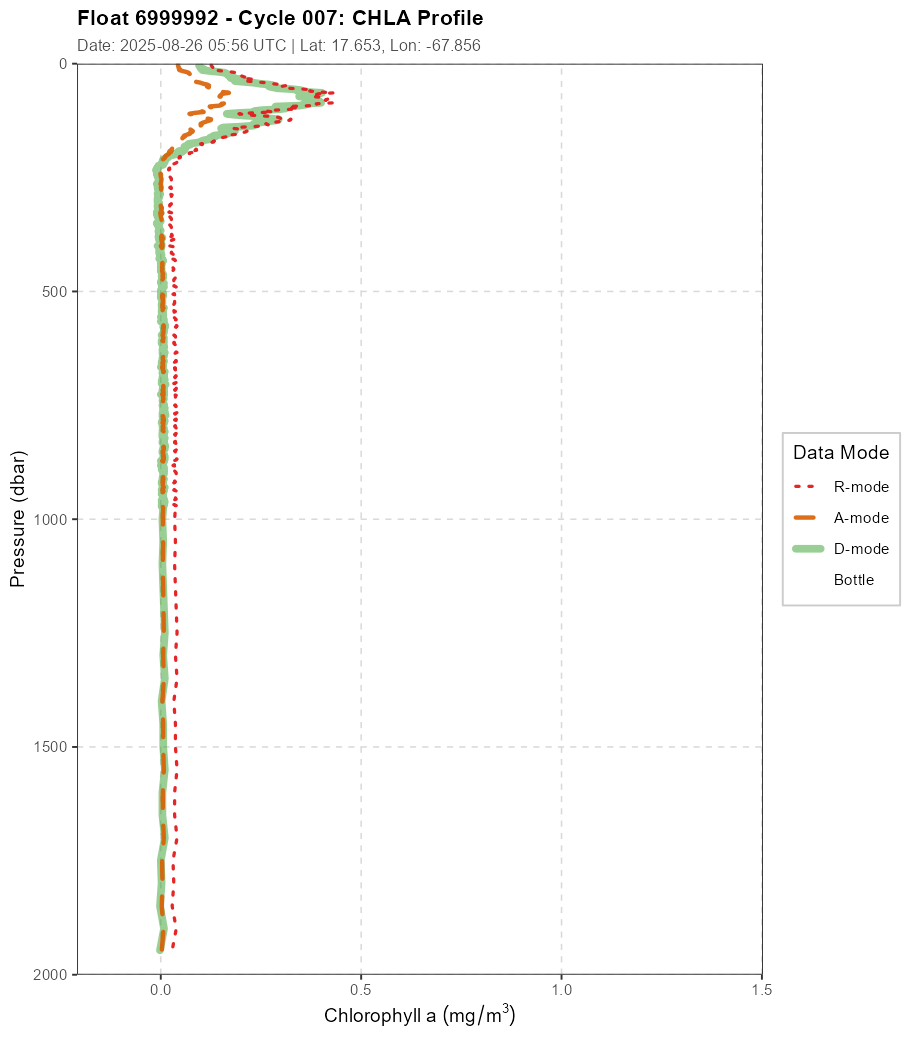 Float 6999992 - Cycle 007: CHLA Profile
Date: 2025-08-26 05:56 UTC | Lat: 17.653, Lon: -67.856
0
500
1000
1500
2000
Pressure (dbar)
0.0 0.5 1.0 1.5
Chlorophyll a (mg/m³)
Data Mode
R-mode
A-mode
D-mode
Bottle